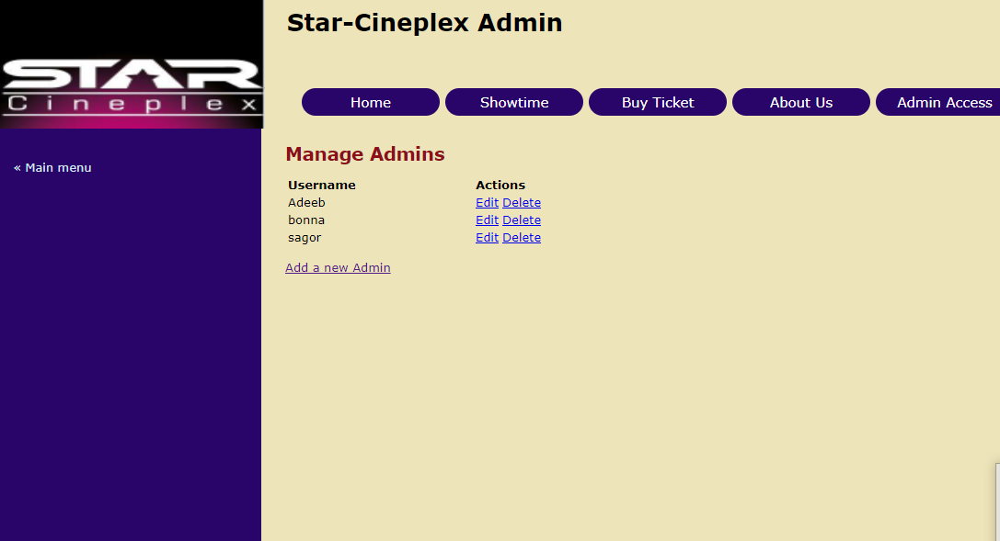 STAR
Cineplex
Star-Cineplex Admin
Home Showtime Buy Ticket About Us Admin Access
« Main menu
Manage Admins
Username Actions
Adeeb Edit Delete
bonna Edit Delete
sagor Edit Delete
Add a new Admin